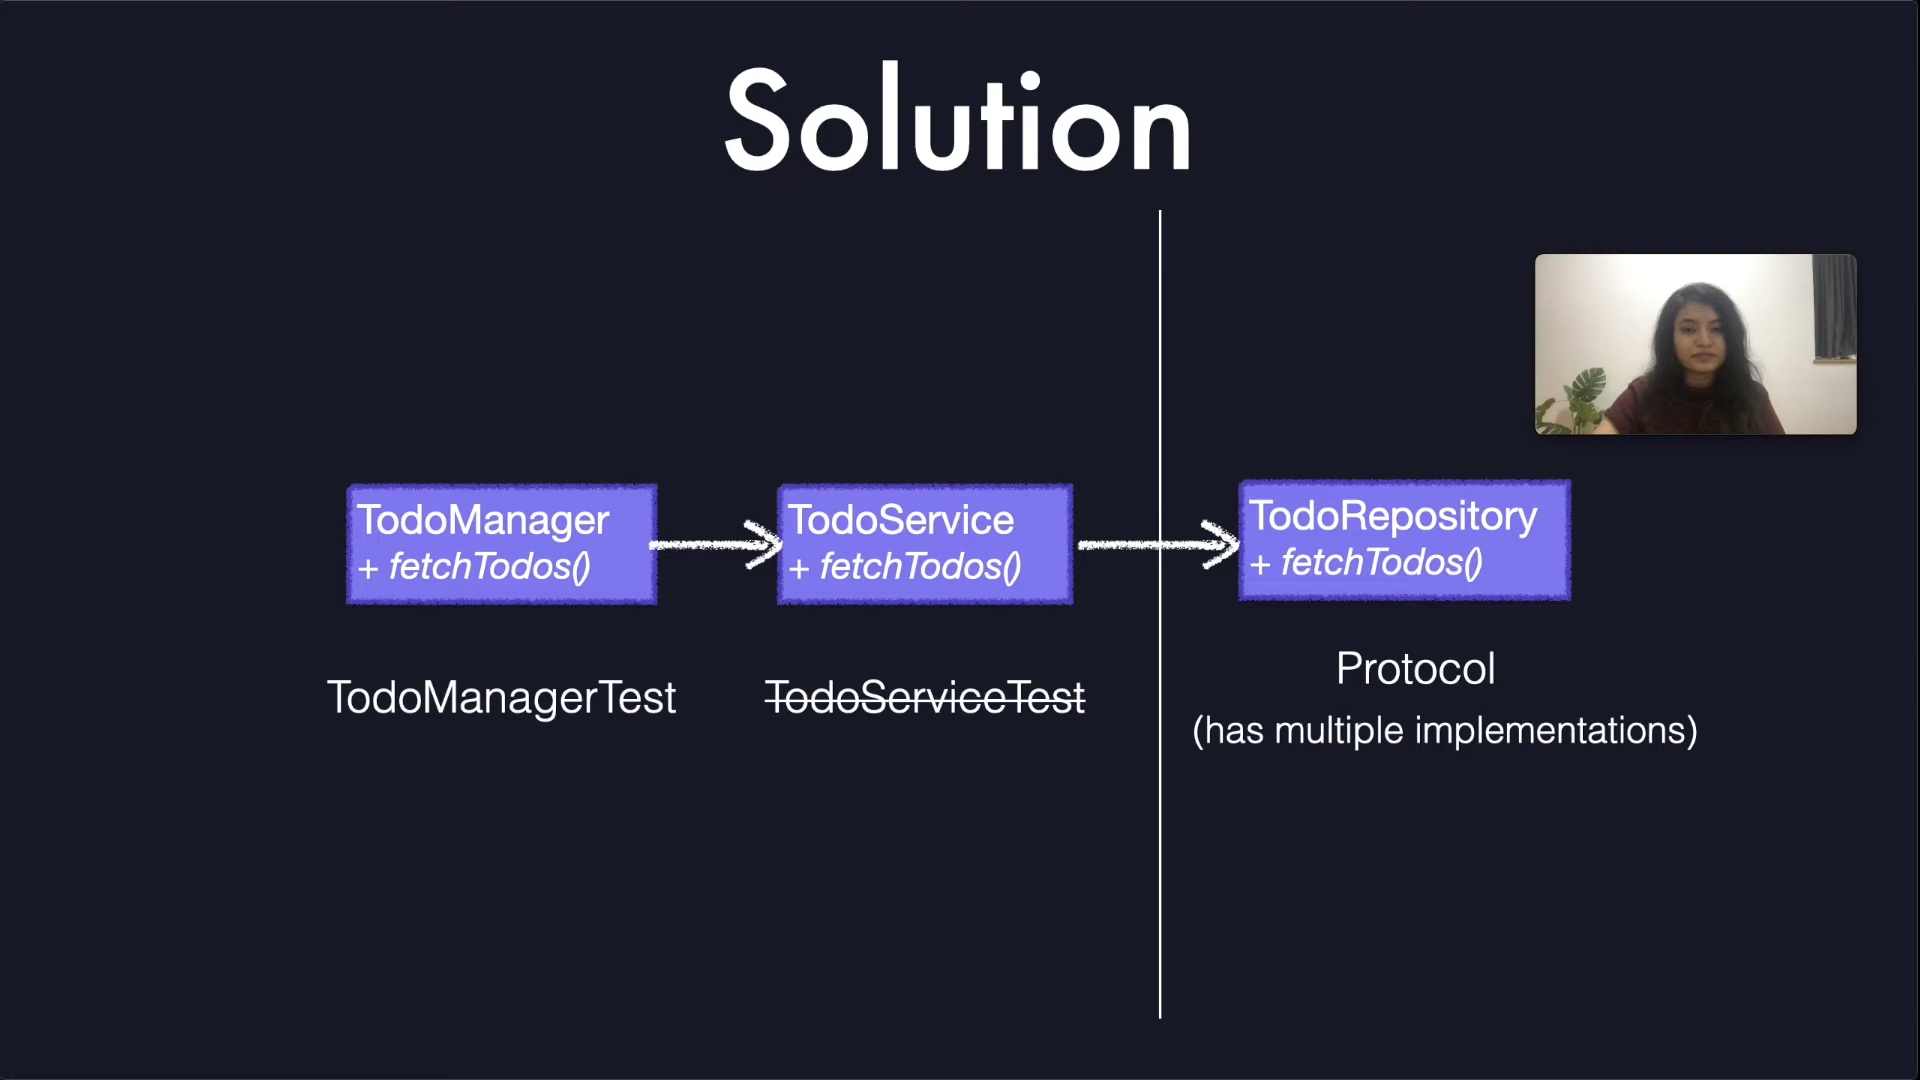 Solution
TodoManager
+ fetchTodos()
TodoService
+ fetchTodos()
TodoRepository
+ fetchTodos()
TodoManagerTest
TodoServiceTest
Protocol
(has multiple implementations)